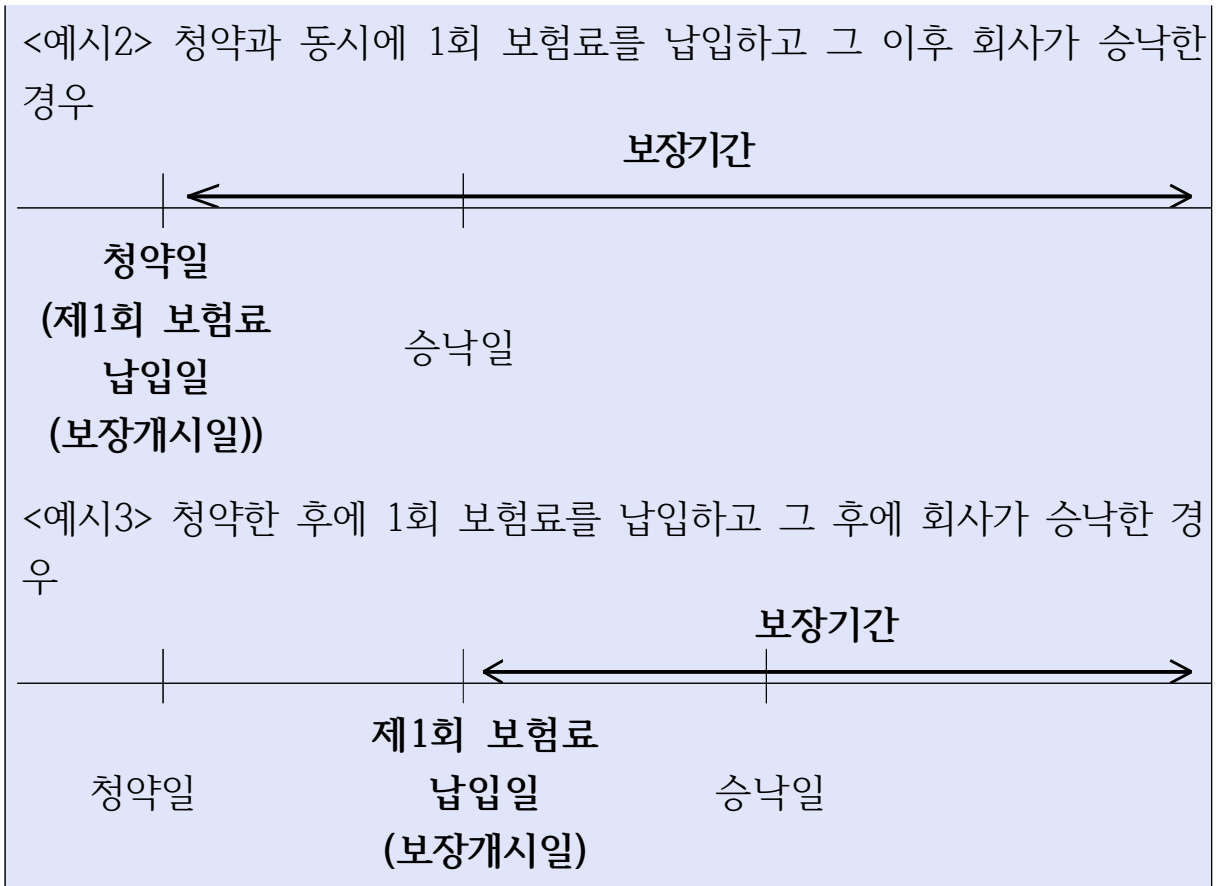 <예시2> 청약과 동시에 1회 보험료를 납입하고 그 이후 회사가 승낙한
경우
보장기간
청약일
(제1회 보험료
납입일
(보장개시일))
승낙일
<예시3> 청약한 후에 1회 보험료를 납입하고 그 후에 회사가 승낙한 경
우
보장기간
청약일
제1회 보험료
납입일
(보장개시일)
승낙일